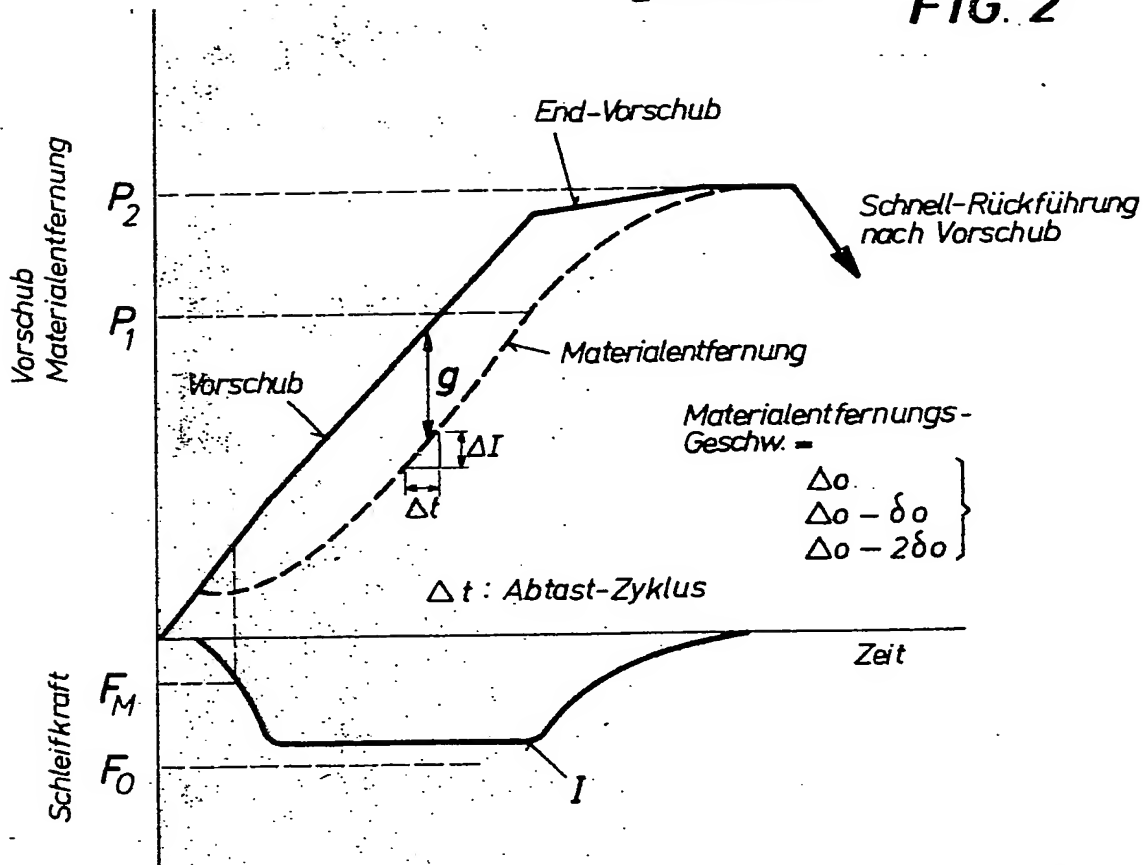 FIG. 2
End-Vorschub
P2
Schnell-Rückführung
nach Vorschub
Vorschub
Materialentfernung
P1
Materialentfernung
Vorschub
g
ΔI
Δt
Materialentfernungs-
Geschw. =
Δo
Δo - δo
Δo - 2δo
Δt : Abtast-Zyklus
Zeit
Schleifkraft
FM
FO
I